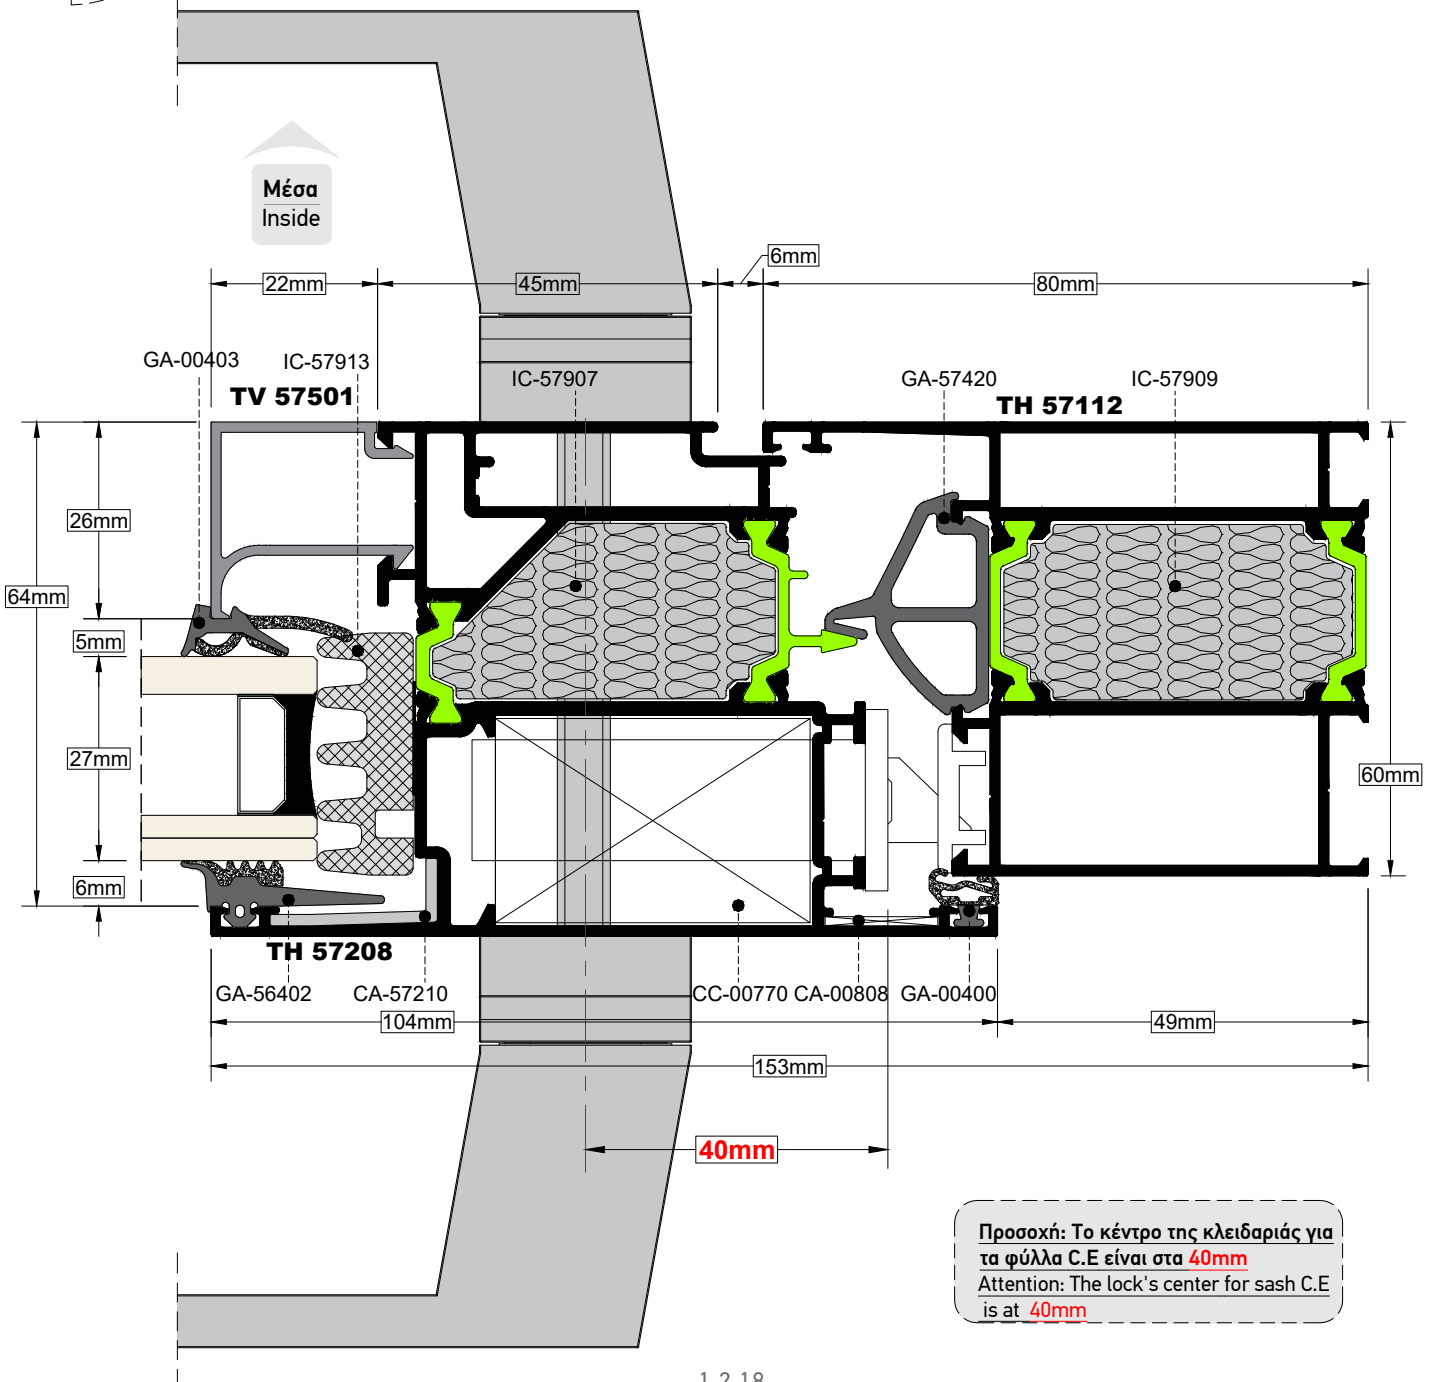 Μέσα
Inside
6mm
22mm
45mm
80mm
GA-00403
IC-57913
IC-57907
GA-57420
IC-57909
TV 57501
TH 57112
26mm
64mm
5mm
27mm
60mm
6mm
TH 57208
GA-56402
CA-57210
CC-00770
CA-00808
GA-00400
104mm
49mm
153mm
40mm
Προσοχή: Το κέντρο της κλειδαριάς για
τα φύλλα C.E είναι στα 40mm
Attention: The lock's center for sash C.E
is at 40mm
1.2.18